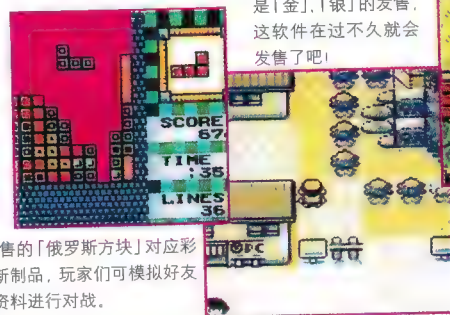 是「金」、「银」的发售，
这软件在过不久就会
发售了吧！
SCORE
67
TIME
:35
LINES
36
PC
售的「俄罗斯方块」对应彩
新制品，玩家们可模拟好友
资料进行对战。